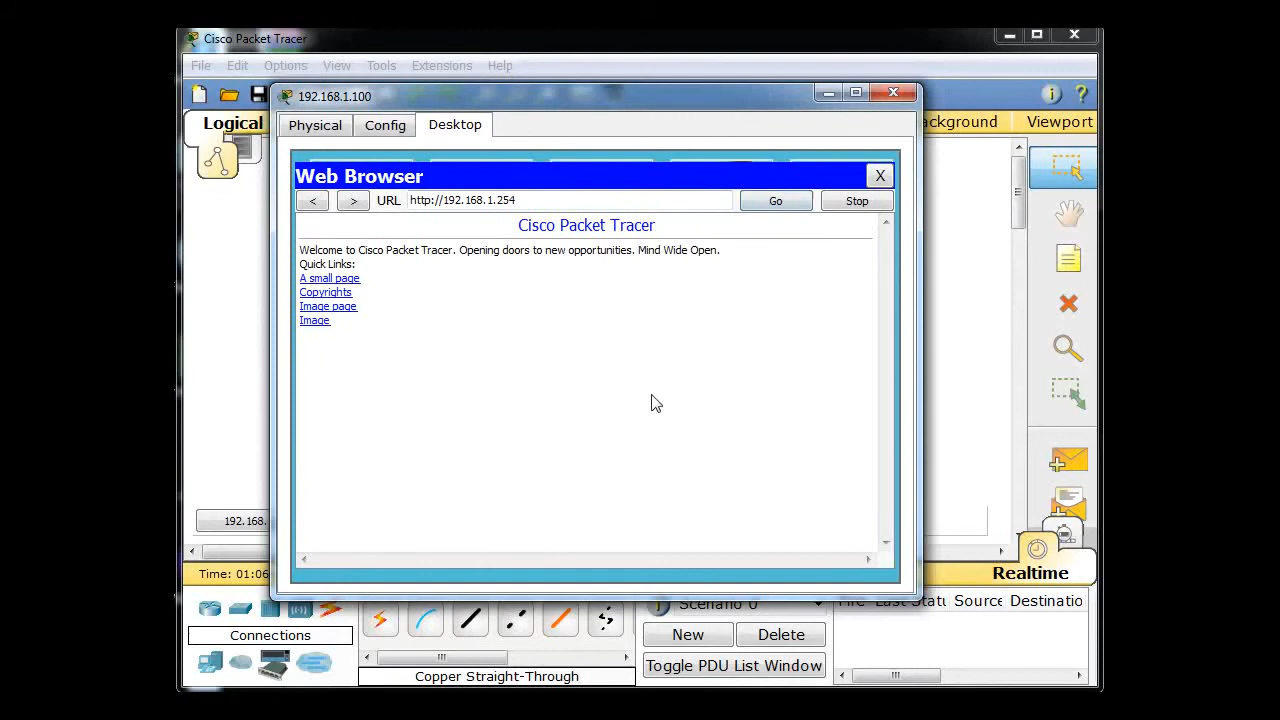 Cisco Packet Tracer
File Edit Options View Tools Extensions Help
192.168.1.100
Logical
ackground
Viewport
Physical Config Desktop
Web Browser
X
< > URL http://192.168.1.254 Go Stop
Cisco Packet Tracer
Welcome to Cisco Packet Tracer. Opening doors to new opportunities. Mind Wide Open.
Quick Links:
A small page
Copyrights
Image page
Image
192.168.
Time: 01:06
Realtime
Scenario 0
Fire Last Statu Source Destinatio
Connections
New Delete
Toggle PDU List Window
Copper Straight-Through